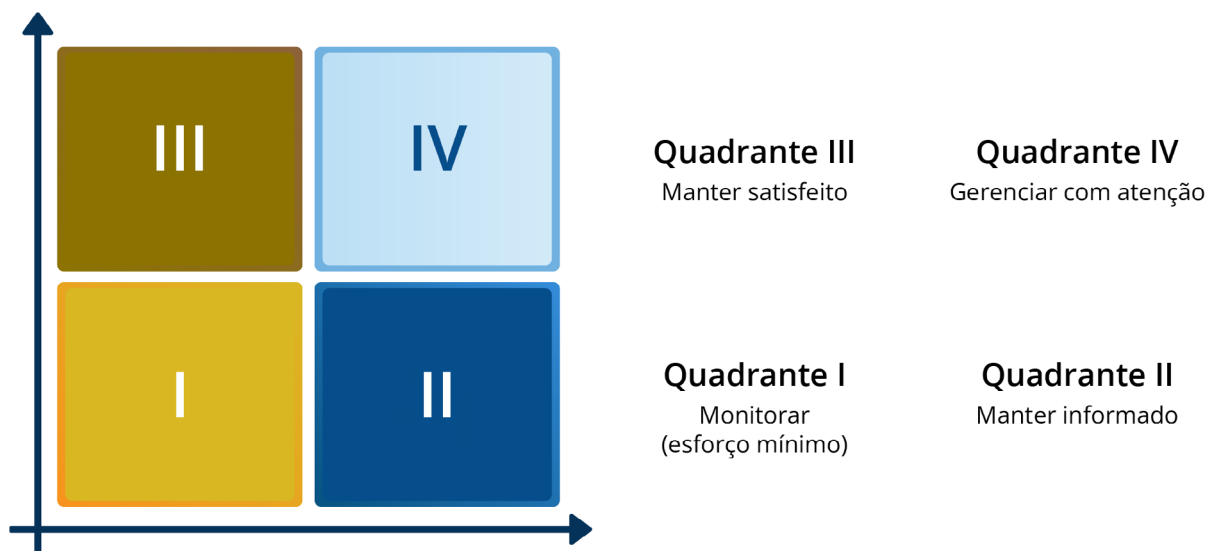 III
IV
Quadrante III
Manter satisfeito
Quadrante IV
Gerenciar com atenção
I
II
Quadrante I
Monitorar
(esforço mínimo)
Quadrante II
Manter informado